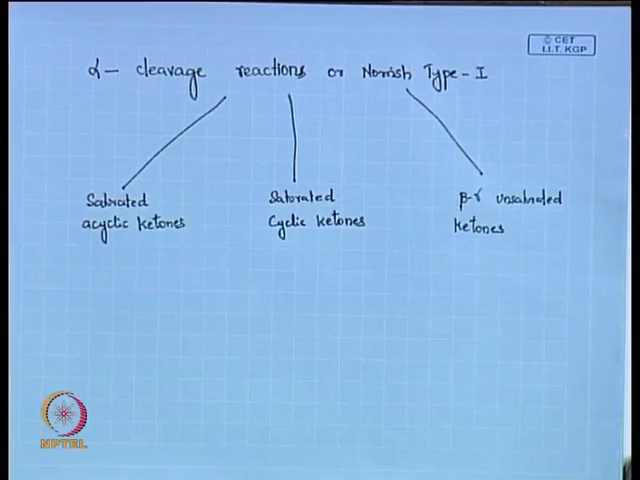 © CET
I.I.T. KGP
α – cleavage reactions or Norrish Type – I
Saturated
acyclic ketones
Saturated
Cyclic ketones
β-γ unsaturated
ketones
NPTEL